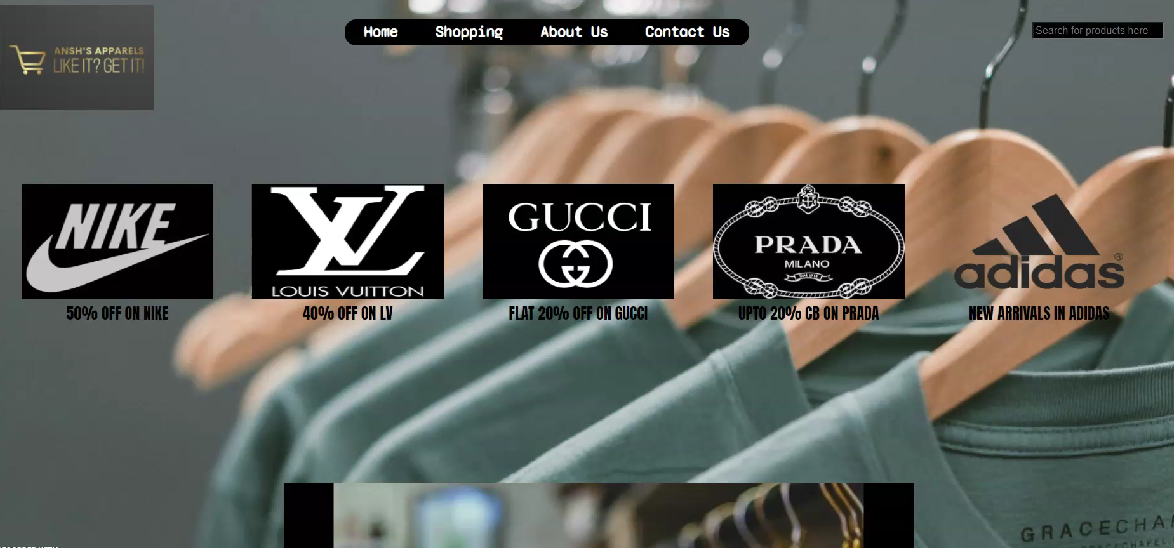 ANSH'S APPARELS
LIKE IT? GET IT!
Home Shopping About Us Contact Us
Search for products here
NIKE
LOUIS VUITTON
GUCCI
PRADA
MILANO
adidas®
50% OFF ON NIKE
40% OFF ON LV
FLAT 20% OFF ON GUCCI
UPTO 20% CB ON PRADA
NEW ARRIVALS IN ADIDAS
GRACECHA